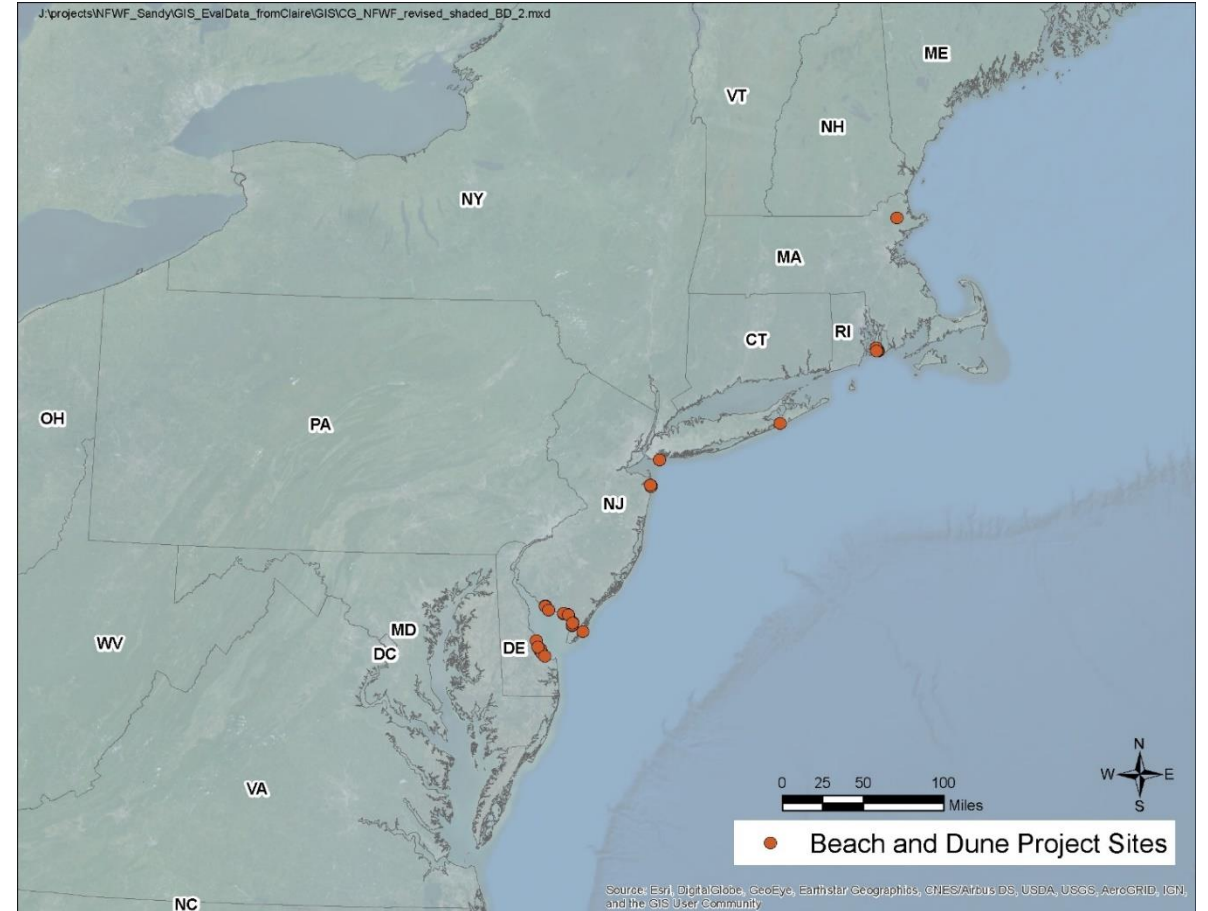 J:\projects\NFWF_Sandy\GIS_EvalData_fromClaire\GIS\CG_NFWF_revised_shaded_BD_2.mxd
ME
VT
NH
NY
MA
CT
RI
OH
PA
NJ
MD
DE
WV
DC
VA
NC
N
W E
S
0 25 50 100
Miles
Beach and Dune Project Sites
Source: Esri, DigitalGlobe, GeoEye, Earthstar Geographics, CNES/Airbus DS, USDA, USGS, AeroGRID, IGN,
and the GIS User Community